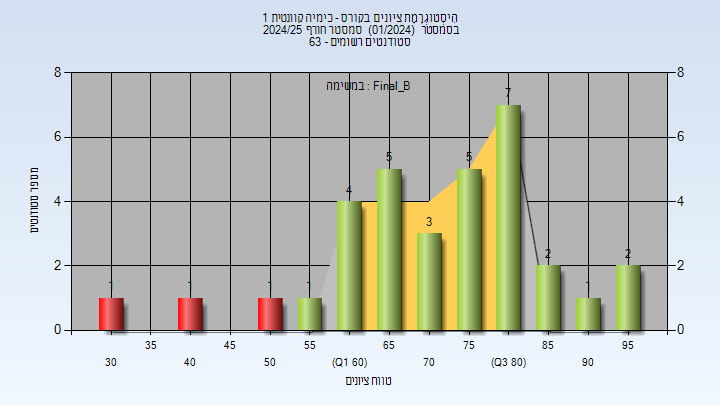 היסטוגרמת ציונים בקורס - כימיה קוונטית 1
בסמסטר (01/2024) סמסטר חורף 2024/25
סטודנטים רשומים - 63
במשימה : Final_B
מספר סטודנטים
8 8
6 6
4 4
2 2
0 0
1 1 1 1 4 5 3 5 7 2 1 2
35 45 55 65 75 85 95
30 40 50 (Q1 60) 70 (Q3 80) 90
טווח ציונים